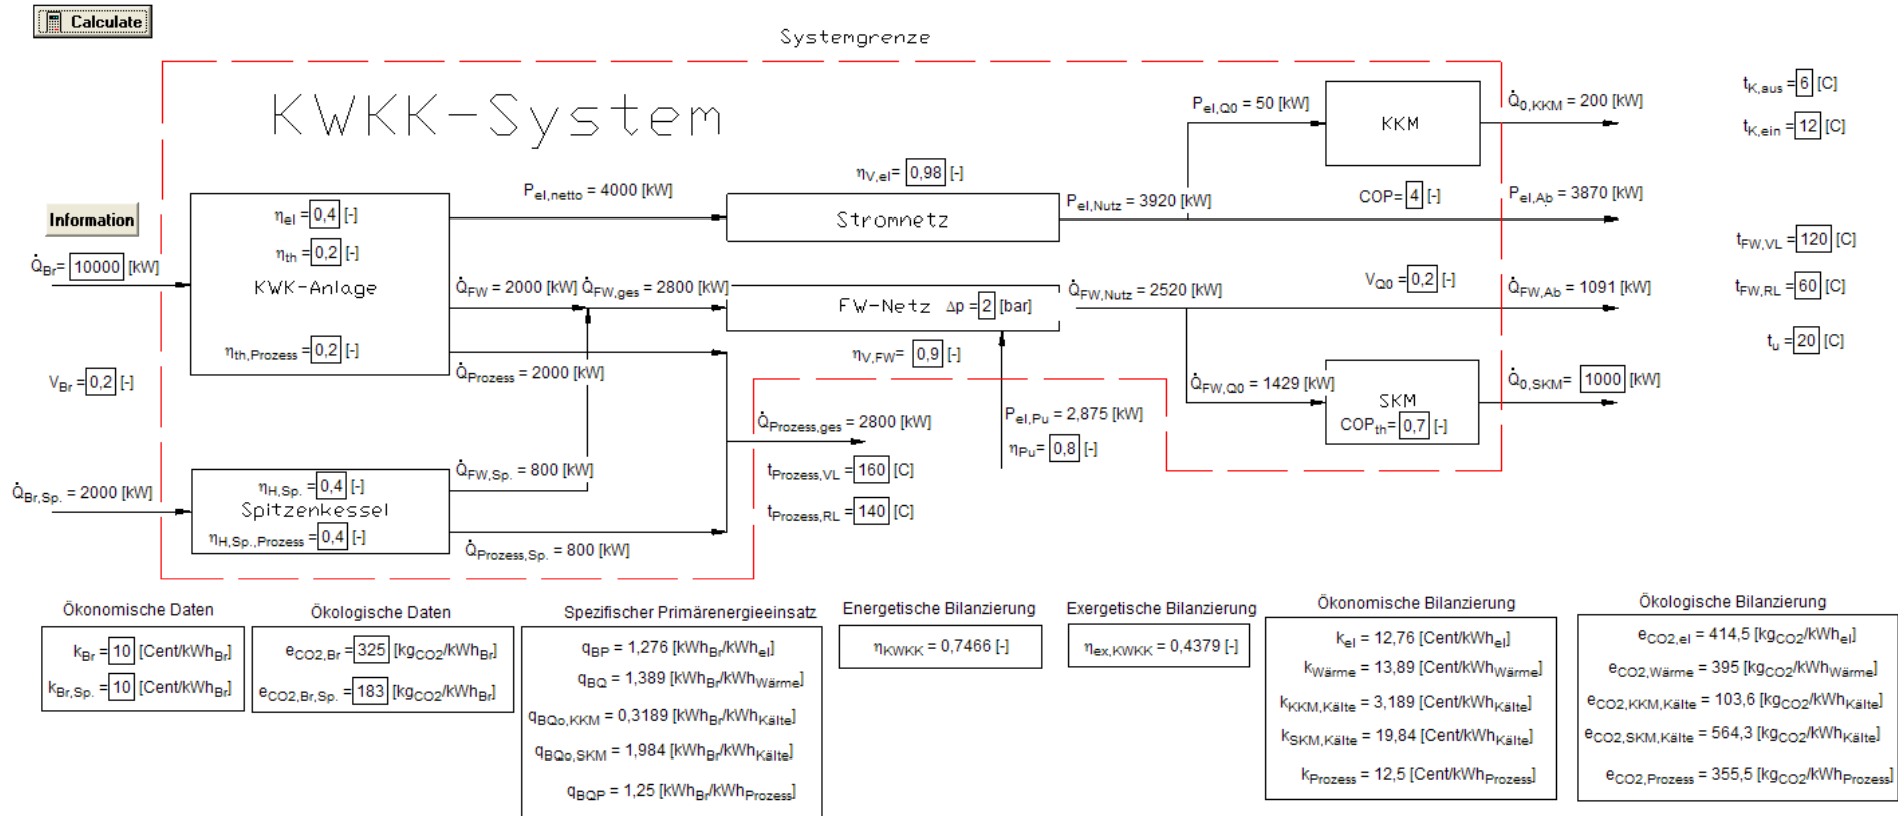 Calculate
Systemgrenze
KWKK-System
Information
Q̇Br= 10000 [kW]
VBr = 0,2 [-]
Q̇Br,Sp. = 2000 [kW]
ηel = 0,4 [-]
ηth = 0,2 [-]
KWK-Anlage
ηth,Prozess = 0,2 [-]
ηH,Sp. = 0,4 [-]
Spitzenkessel
ηH,Sp.,Prozess = 0,4 [-]
Pel,netto = 4000 [kW]
Q̇FW = 2000 [kW]
Q̇FW,ges = 2800 [kW]
Q̇Prozess = 2000 [kW]
Q̇FW,Sp. = 800 [kW]
Q̇Prozess,Sp. = 800 [kW]
ηV,el= 0,98 [-]
Stromnetz
FW-Netz Δp = 2 [bar]
ηV,FW= 0,9 [-]
Q̇Prozess,ges = 2800 [kW]
tProzess,VL = 160 [C]
tProzess,RL = 140 [C]
Pel,Pu = 2,875 [kW]
ηPu = 0,8 [-]
Pel,Nutz = 3920 [kW]
Q̇FW,Nutz = 2520 [kW]
Pel,Q0 = 50 [kW]
KKM
COP= 4 [-]
VQ0 = 0,2 [-]
Q̇FW,Q0 = 1429 [kW]
SKM
COPth= 0,7 [-]
Q̇0,KKM = 200 [kW]
Pel,Ab = 3870 [kW]
Q̇FW,Ab = 1091 [kW]
Q̇0,SKM= 1000 [kW]
tK,aus = 6 [C]
tK,ein = 12 [C]
tFW,VL = 120 [C]
tFW,RL = 60 [C]
tu = 20 [C]
Ökonomische Daten
kBr = 10 [Cent/kWhBr]
kBr,Sp. = 10 [Cent/kWhBr]
Ökologische Daten
eCO2,Br = 325 [kgCO2/kWhBr]
eCO2,Br,Sp. = 183 [kgCO2/kWhBr]
Spezifischer Primärenergieeinsatz
qBP = 1,276 [kWhBr/kWhel]
qBQ = 1,389 [kWhBr/kWhWärme]
qBQo,KKM = 0,3189 [kWhBr/kWhKälte]
qBQo,SKM = 1,984 [kWhBr/kWhKälte]
qBQP = 1,25 [kWhBr/kWhProzess]
Energetische Bilanzierung
ηKWKK = 0,7466 [-]
Exergetische Bilanzierung
ηex,KWKK = 0,4379 [-]
Ökonomische Bilanzierung
kel = 12,76 [Cent/kWhel]
kWärme = 13,89 [Cent/kWhWärme]
kKKM,Kälte = 3,189 [Cent/kWhKälte]
kSKM,Kälte = 19,84 [Cent/kWhKälte]
kProzess = 12,5 [Cent/kWhProzess]
Ökologische Bilanzierung
eCO2,el = 414,5 [kgCO2/kWhel]
eCO2,Wärme = 395 [kgCO2/kWhWärme]
eCO2,KKM,Kälte = 103,6 [kgCO2/kWhKälte]
eCO2,SKM,Kälte = 564,3 [kgCO2/kWhKälte]
eCO2,Prozess = 355,5 [kgCO2/kWhProzess]